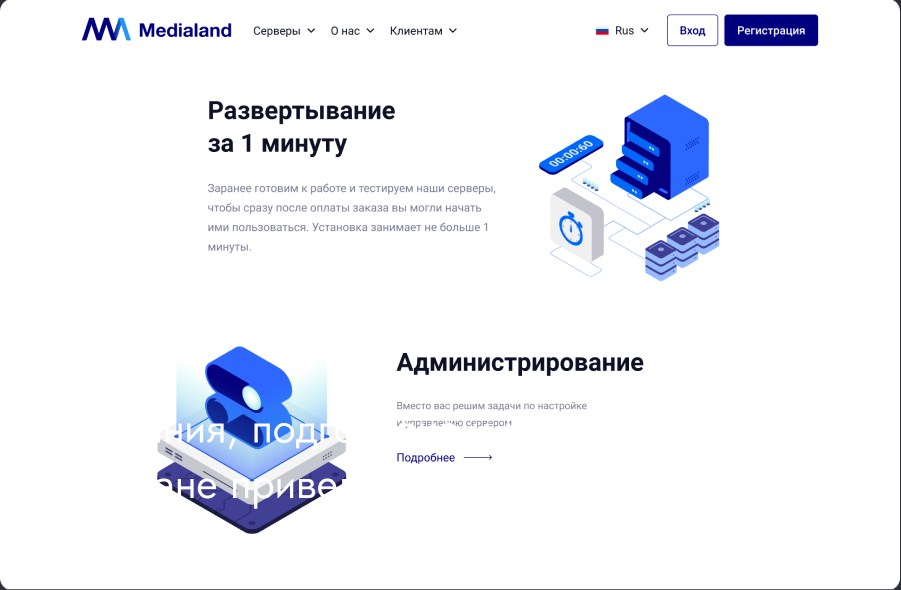 Medialand
Серверы
О нас
Клиентам
Rus
Вход
Регистрация
Развертывание
за 1 минуту
Заранее готовим к работе и тестируем наши серверы,
чтобы сразу после оплаты заказа вы могли начать
ими пользоваться. Установка занимает не больше 1
минуты.
00:00:60
Администрирование
Вместо вас решим задачи по настройке
и управлению сервером
ния, подго
ене приве
Подробнее